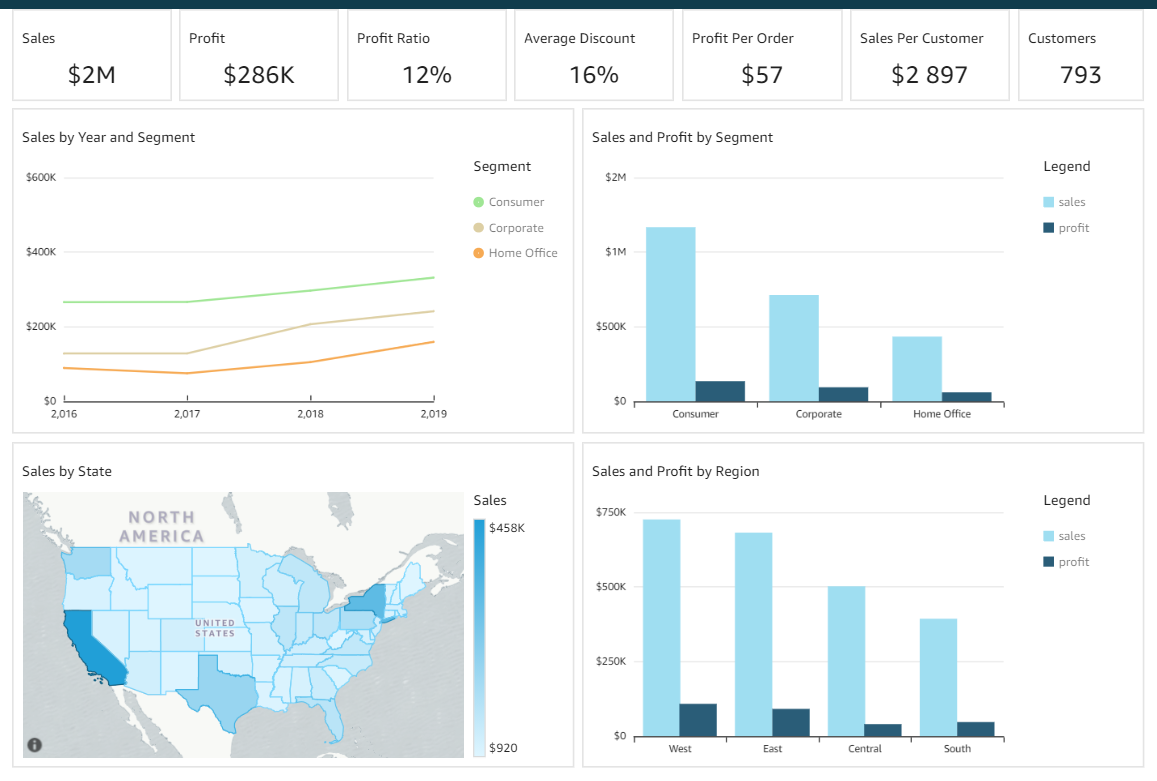 Sales
Profit
Profit Ratio
Average Discount
Profit Per Order
Sales Per Customer
Customers
$2M
$286K
12%
16%
$57
$2 897
793
Sales by Year and Segment
$600K
$400K
$200K
$0
2,016
2,017
2,018
2,019
Segment
Consumer
Corporate
Home Office
Sales and Profit by Segment
$2M
$1M
$500K
$0
Consumer
Corporate
Home Office
Legend
sales
profit
Sales by State
NORTH
AMERICA
UNITED
STATES
Sales
$458K
$920
Sales and Profit by Region
$750K
$500K
$250K
$0
West
East
Central
South
Legend
sales
profit